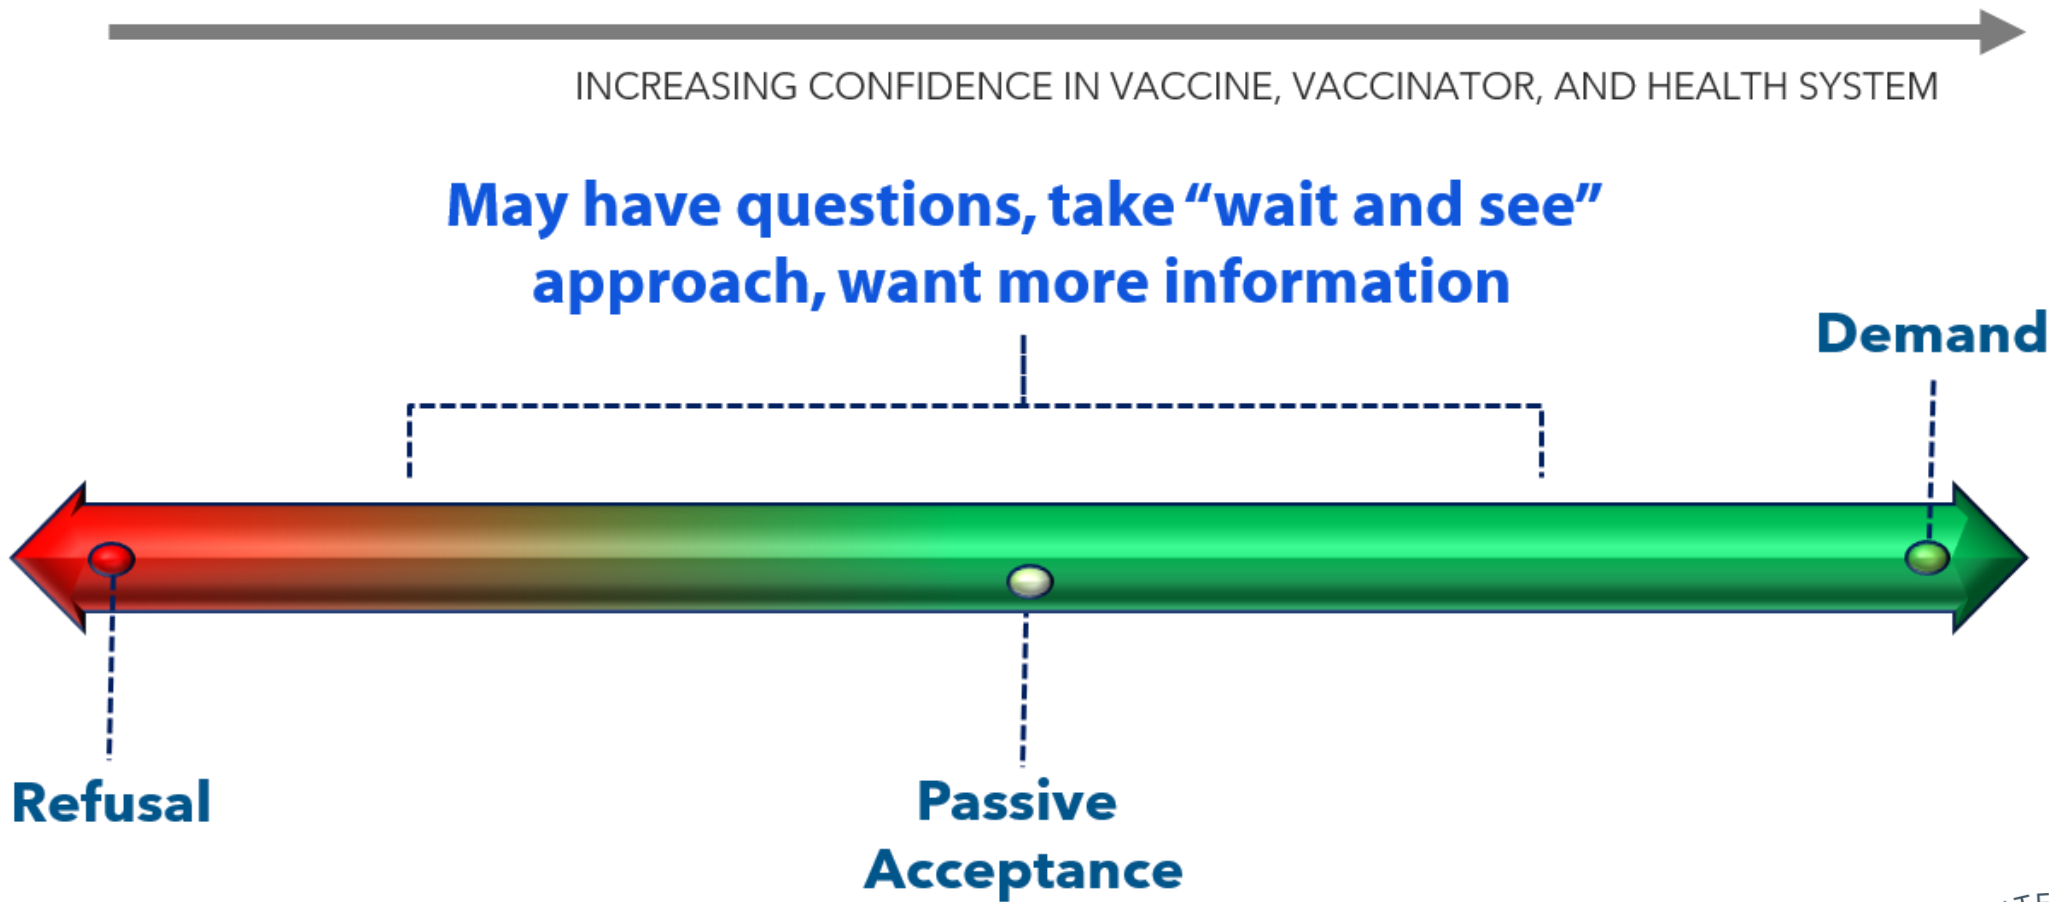 INCREASING CONFIDENCE IN VACCINE, VACCINATOR, AND HEALTH SYSTEM
May have questions, take “wait and see”
approach, want more information
Demand
Refusal
Passive
Acceptance